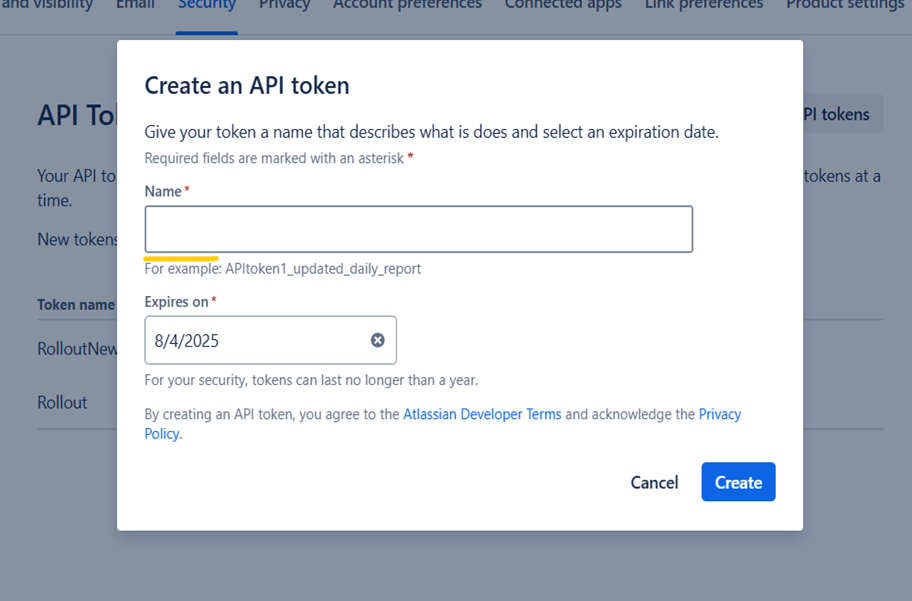 and visibility Email Security Privacy Account preferences Connected apps Link preferences Product settings
Create an API token
API To
PI tokens
Give your token a name that describes what is does and select an expiration date.
Required fields are marked with an asterisk *
Your API to
tokens at a
time.
Name *
New tokens
For example: APItoken1_updated_daily_report
Expires on *
Token name
8/4/2025
RolloutNew
For your security, tokens can last no longer than a year.
Rollout
By creating an API token, you agree to the Atlassian Developer Terms and acknowledge the Privacy
Policy.
Cancel Create